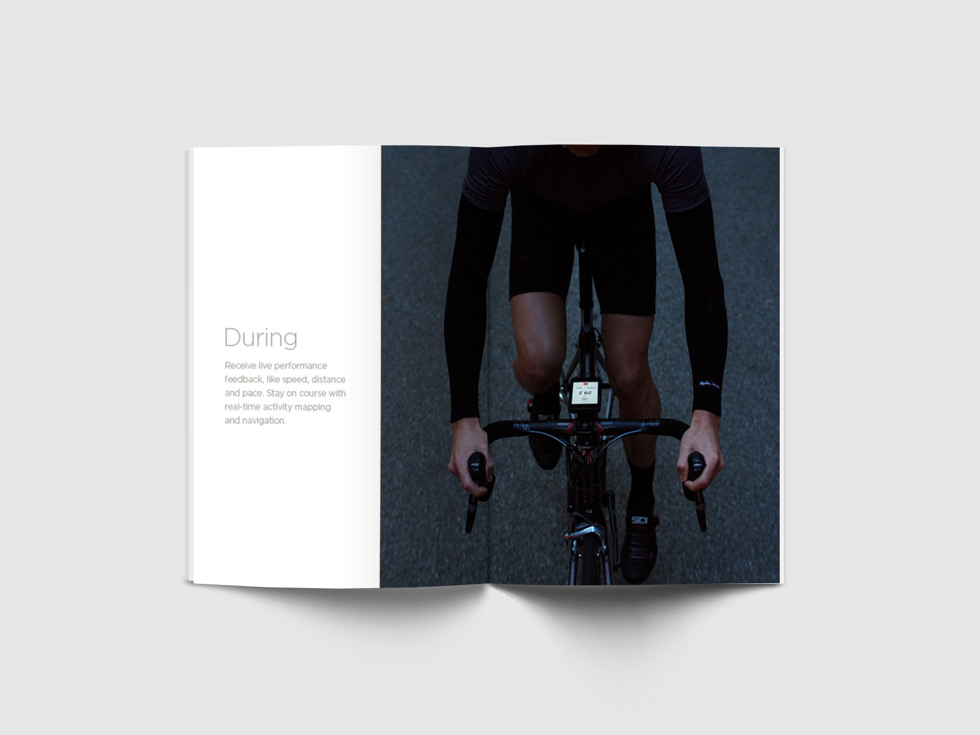 During
Receive live performance
feedback, like speed, distance
and pace. Stay on course with
real-time activity mapping
and navigation.
SIDI